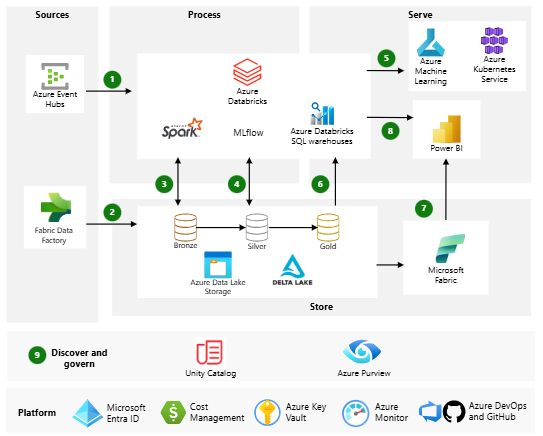 Sources
Process
Serve
1
Azure Event
Hubs
Azure
Databricks
APACHE
Spark
MLflow
Azure Databricks
SQL warehouses
5
Azure
Machine
Learning
Azure
Kubernetes
Service
8
Power BI
3
4
6
7
2
Fabric Data
Factory
Bronze
Silver
Gold
Azure Data Lake
Storage
DELTA LAKE
Microsoft
Fabric
Store
9
Discover and
govern
Unity Catalog
Azure Purview
Platform
Microsoft
Entra ID
Cost
Management
Azure Key
Vault
Azure
Monitor
Azure DevOps
and GitHub